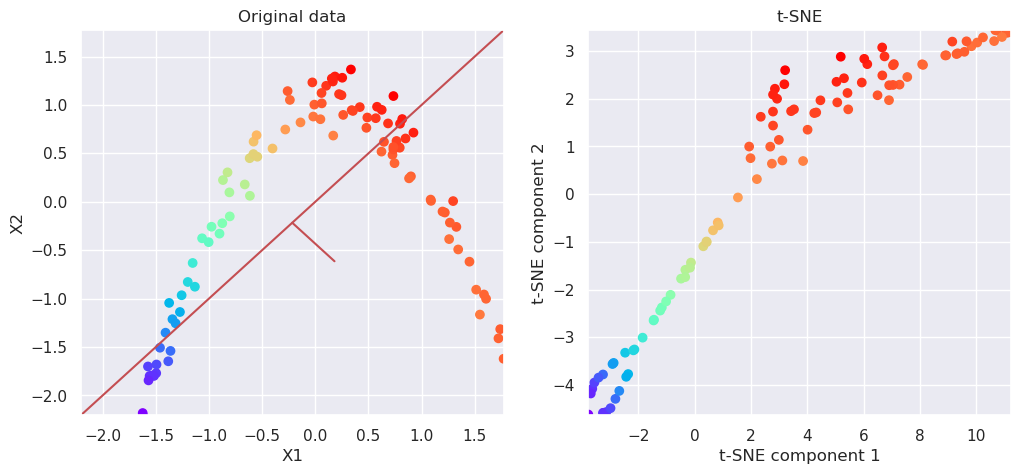 Original data
1.5
1.0
0.5
0.0
−0.5
−1.0
−1.5
−2.0
X2
−2.0 −1.5 −1.0 −0.5 0.0 0.5 1.0 1.5
X1
t-SNE
3
2
1
0
−1
−2
−3
−4
t-SNE component 2
−2 0 2 4 6 8 10
t-SNE component 1